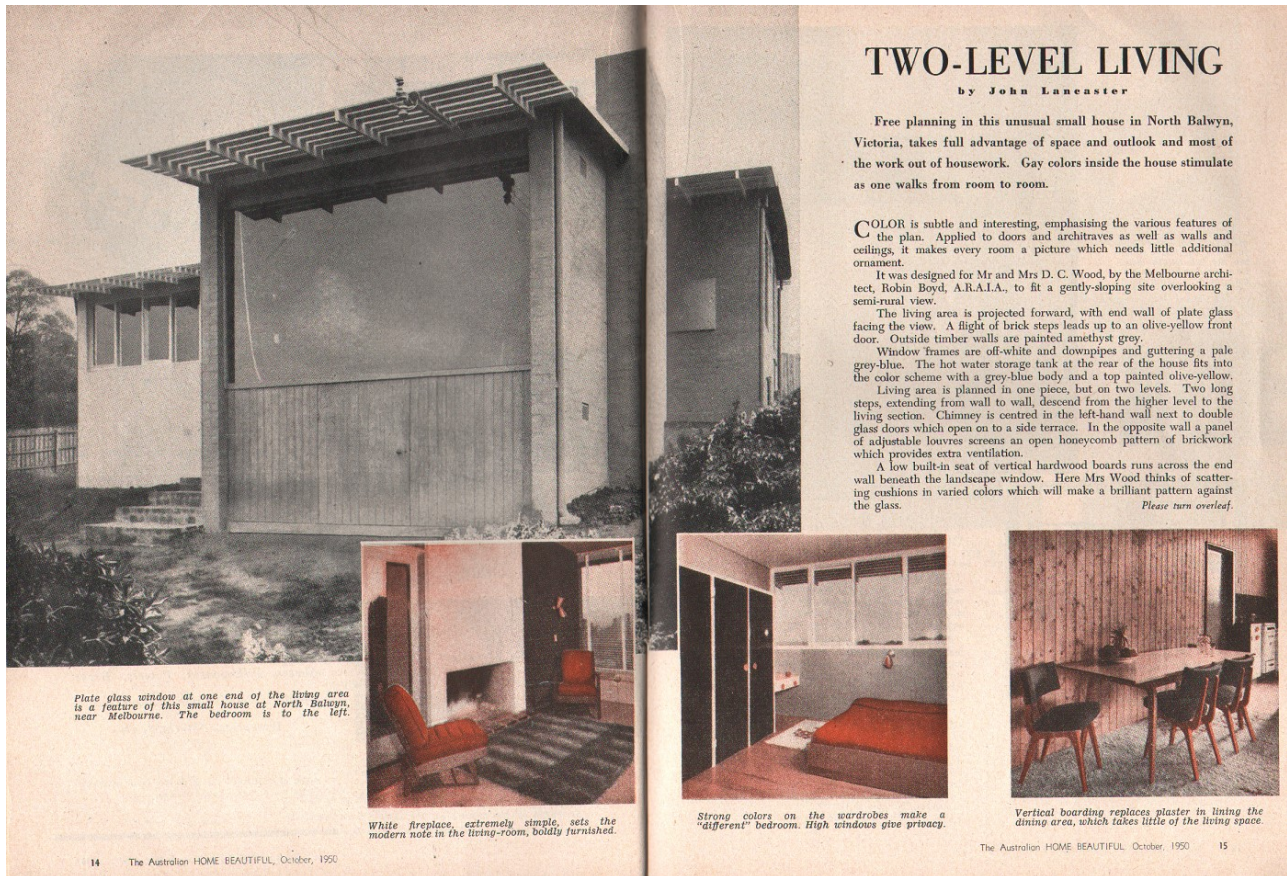 Plate glass window at one end of the living area
is a feature of this small house at North Balwyn,
near Melbourne. The bedroom is to the left.
White fireplace, extremely simple, sets the
modern note in the living-room, boldly furnished.
14 The Australian HOME BEAUTIFUL, October, 1950
TWO-LEVEL LIVING
by John Lancaster
Free planning in this unusual small house in North Balwyn,
Victoria, takes full advantage of space and outlook and most of
the work out of housework. Gay colors inside the house stimulate
as one walks from room to room.
COLOR is subtle and interesting, emphasising the various features of
the plan. Applied to doors and architraves as well as walls and
ceilings, it makes every room a picture which needs little additional
ornament.
It was designed for Mr and Mrs D. C. Wood, by the Melbourne archi-
tect, Robin Boyd, A.R.A.I.A., to fit a gently-sloping site overlooking a
semi-rural view.
The living area is projected forward, with end wall of plate glass
facing the view. A flight of brick steps leads up to an olive-yellow front
door. Outside timber walls are painted amethyst grey.
Window frames are off-white and downpipes and guttering a pale
grey-blue. The hot water storage tank at the rear of the house fits into
the color scheme with a grey-blue body and a top painted olive-yellow.
Living area is planned in one piece, but on two levels. Two long
steps, extending from wall to wall, descend from the higher level to the
living section. Chimney is centred in the left-hand wall next to double
glass doors which open on to a side terrace. In the opposite wall a panel
of adjustable louvres screens an open honeycomb pattern of brickwork
which provides extra ventilation.
A low built-in seat of vertical hardwood boards runs across the end
wall beneath the landscape window. Here Mrs Wood thinks of scatter-
ing cushions in varied colors which will make a brilliant pattern against
the glass. Please turn overleaf.
Strong colors on the wardrobes make a
"different" bedroom. High windows give privacy.
Vertical boarding replaces plaster in lining the
dining area, which takes little of the living space.
The Australian HOME BEAUTIFUL, October, 1950 15